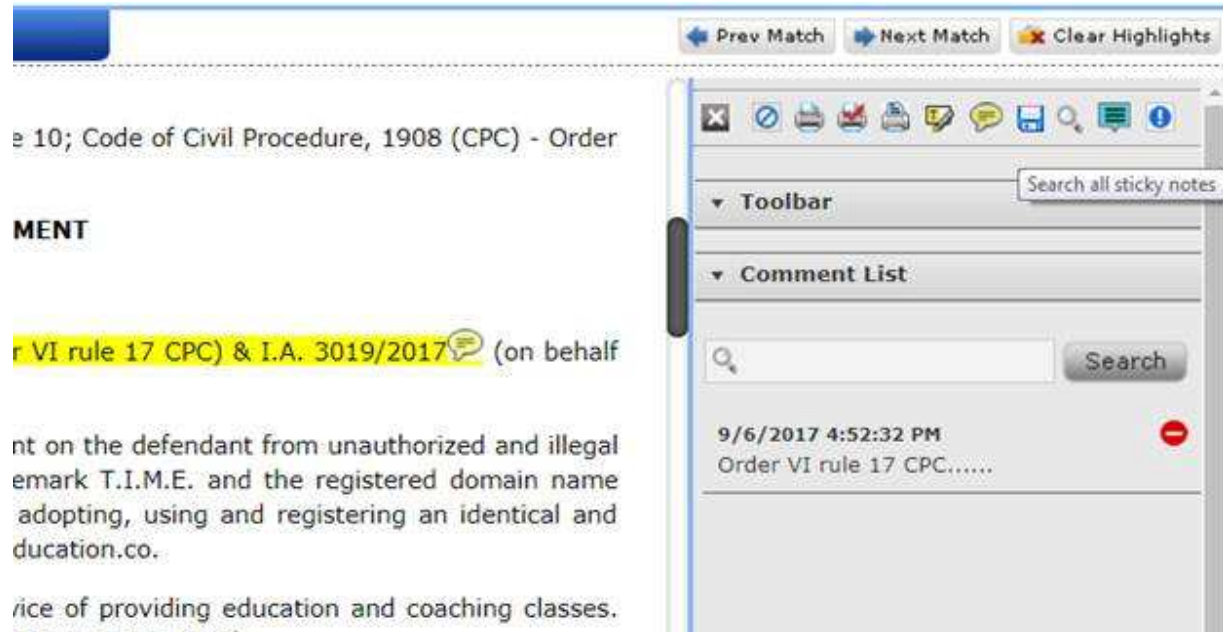 Prev Match Next Match Clear Highlights
e 10; Code of Civil Procedure, 1908 (CPC) - Order
MENT
r VI rule 17 CPC) & I.A. 3019/2017 (on behalf
nt on the defendant from unauthorized and illegal
emark T.I.M.E. and the registered domain name
adopting, using and registering an identical and
ducation.co.
vice of providing education and coaching classes.
Search all sticky notes
Toolbar
Comment List
Search
9/6/2017 4:52:32 PM
Order VI rule 17 CPC......